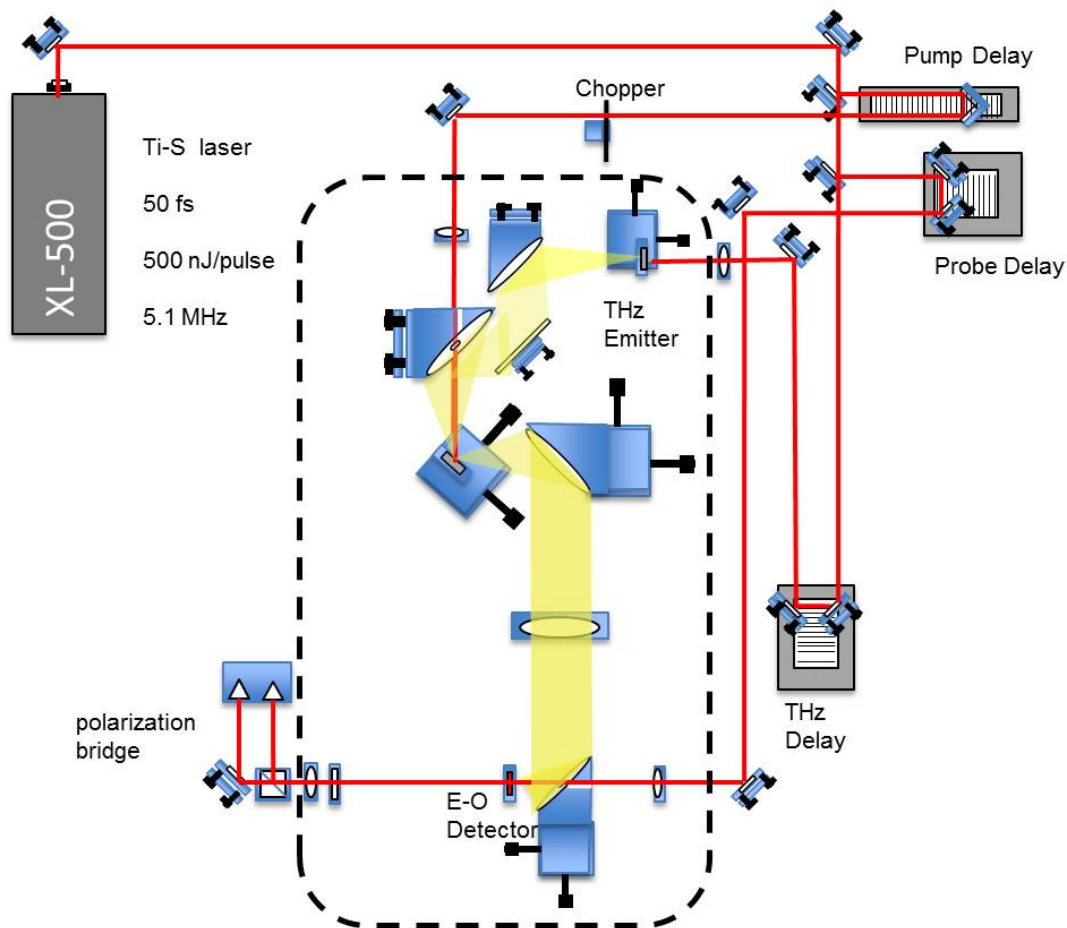 Pump Delay
Chopper
Ti-S laser
50 fs
500 nJ/pulse
5.1 MHz
XL-500
Probe Delay
THz
Emitter
THz
Delay
polarization
bridge
E-O
Detector